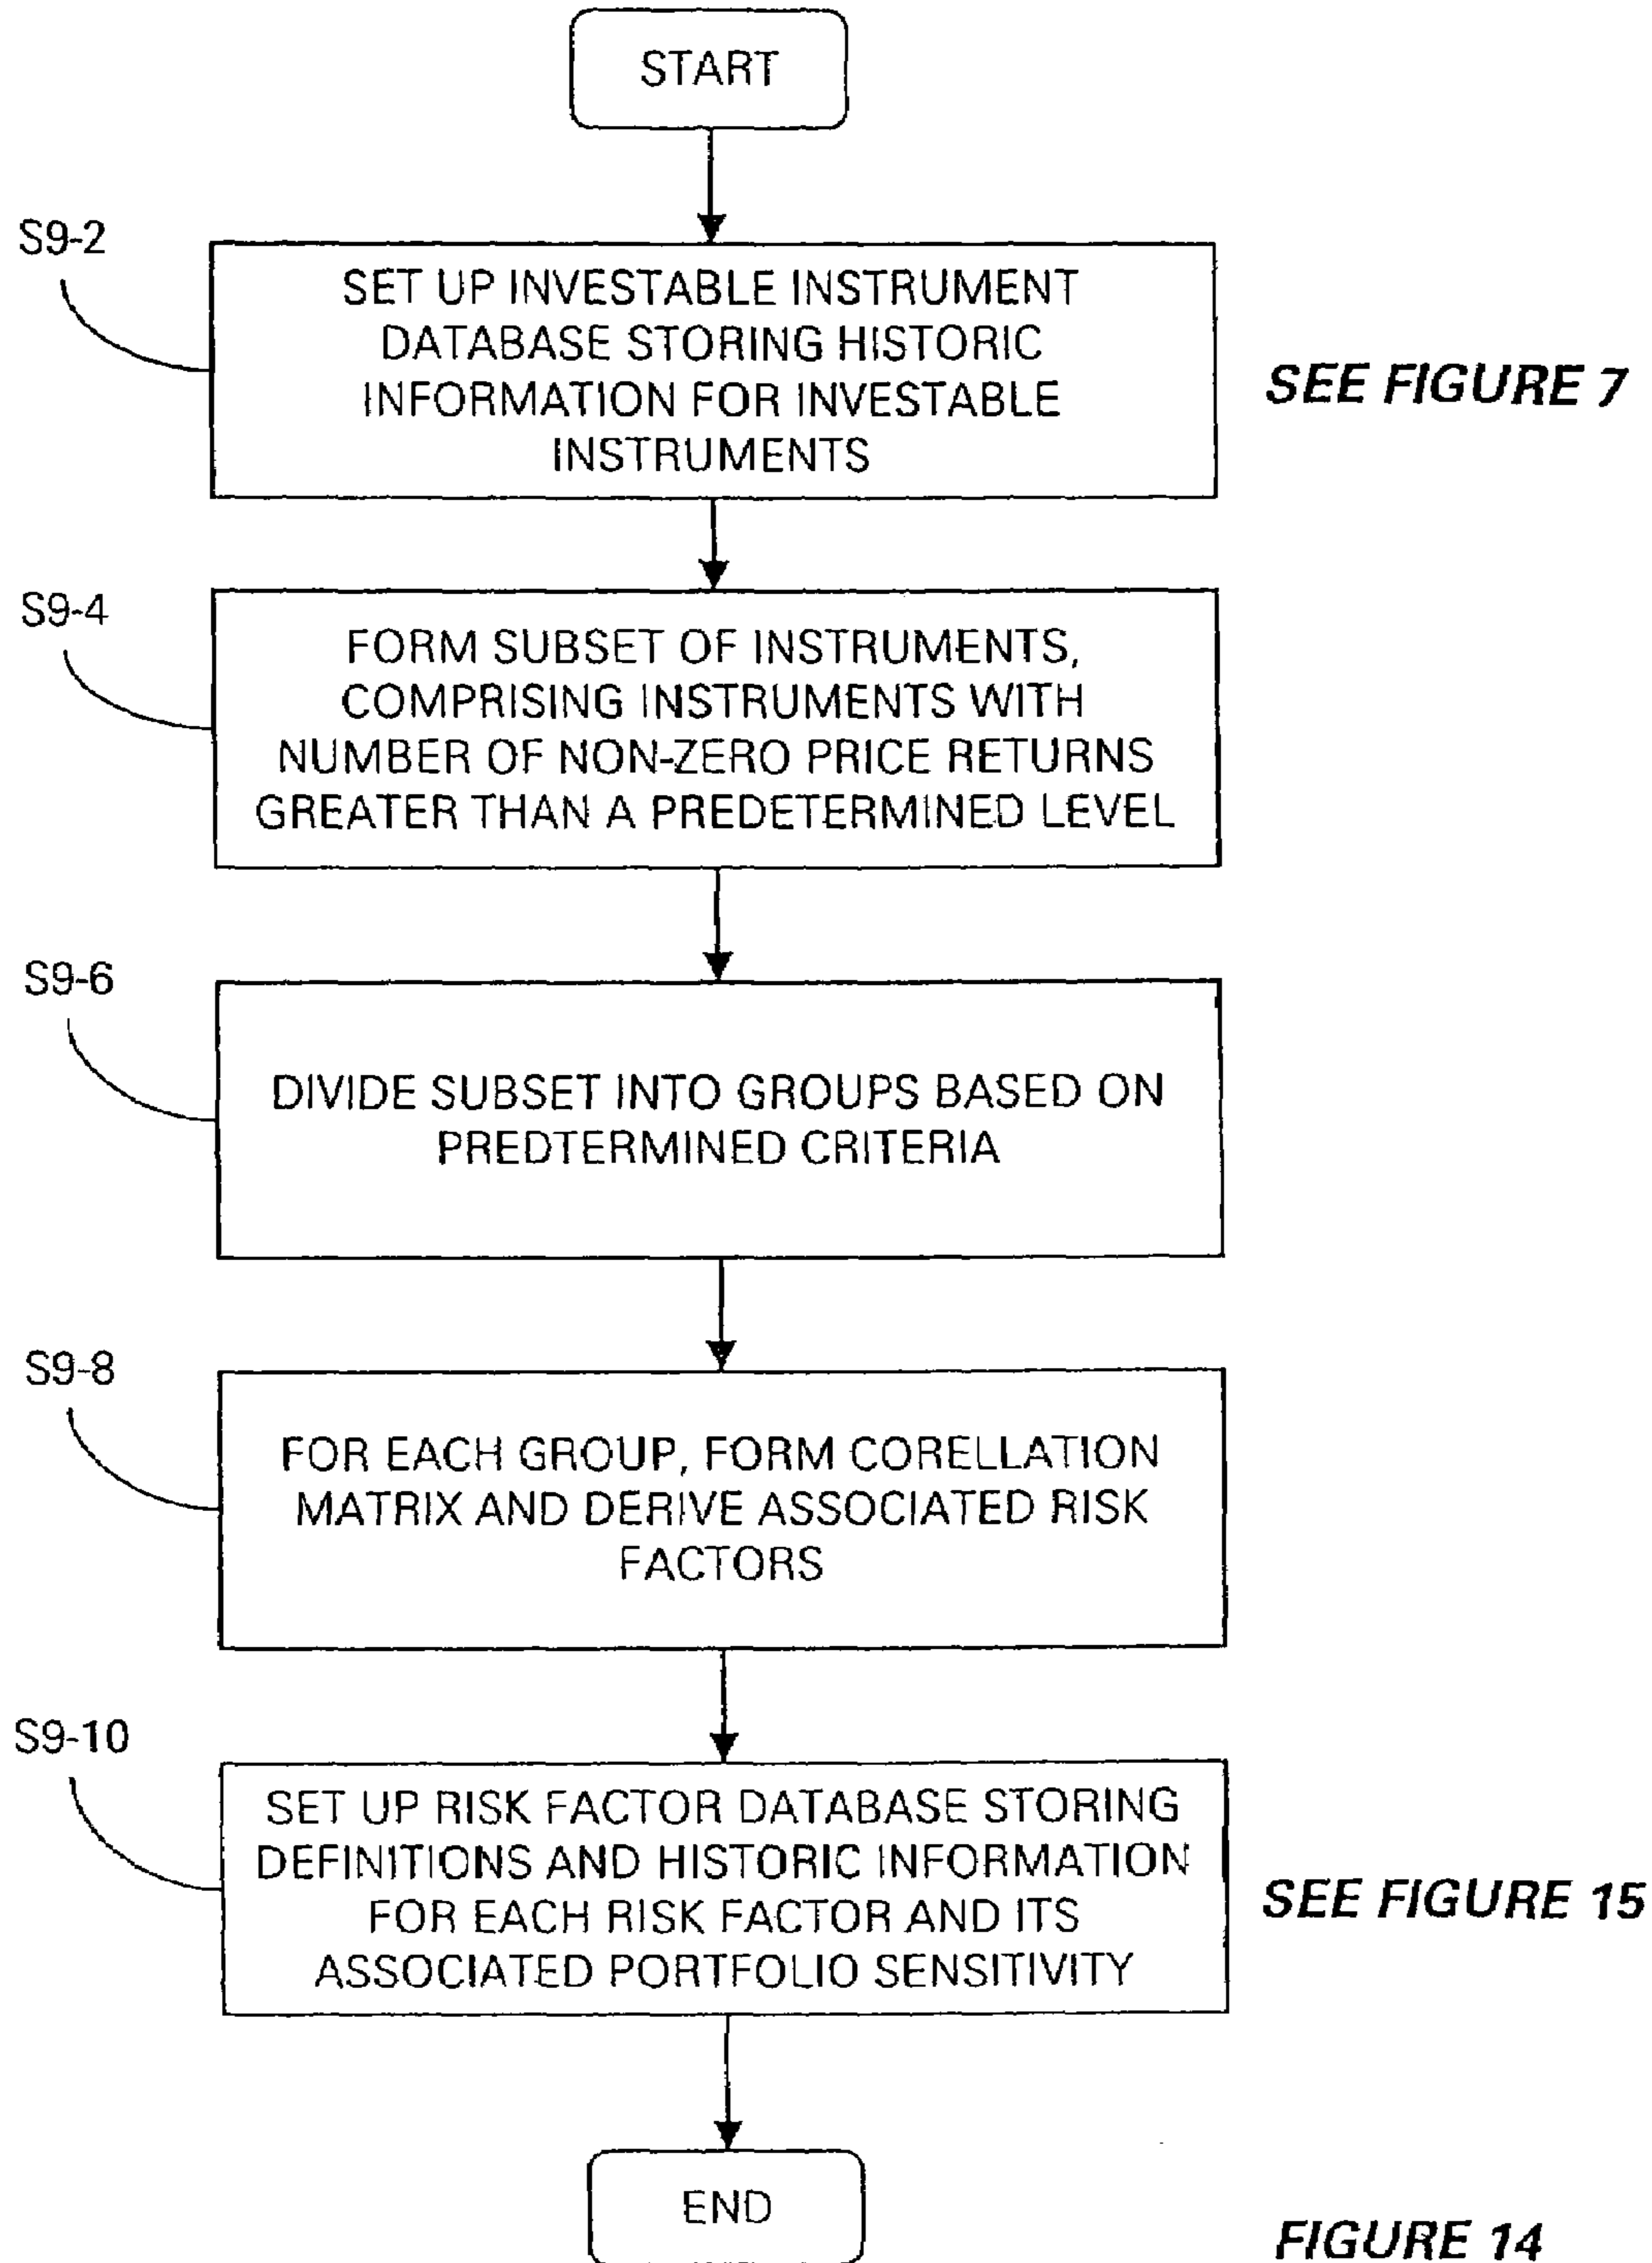 START
S9-2
SET UP INVESTABLE INSTRUMENT
DATABASE STORING HISTORIC
INFORMATION FOR INVESTABLE
INSTRUMENTS
SEE FIGURE 7
S9-4
FORM SUBSET OF INSTRUMENTS,
COMPRISING INSTRUMENTS WITH
NUMBER OF NON-ZERO PRICE RETURNS
GREATER THAN A PREDETERMINED LEVEL
S9-6
DIVIDE SUBSET INTO GROUPS BASED ON
PREDTERMINED CRITERIA
S9-8
FOR EACH GROUP, FORM CORELLATION
MATRIX AND DERIVE ASSOCIATED RISK
FACTORS
S9-10
SET UP RISK FACTOR DATABASE STORING
DEFINITIONS AND HISTORIC INFORMATION
FOR EACH RISK FACTOR AND ITS
ASSOCIATED PORTFOLIO SENSITIVITY
SEE FIGURE 15
END
FIGURE 14